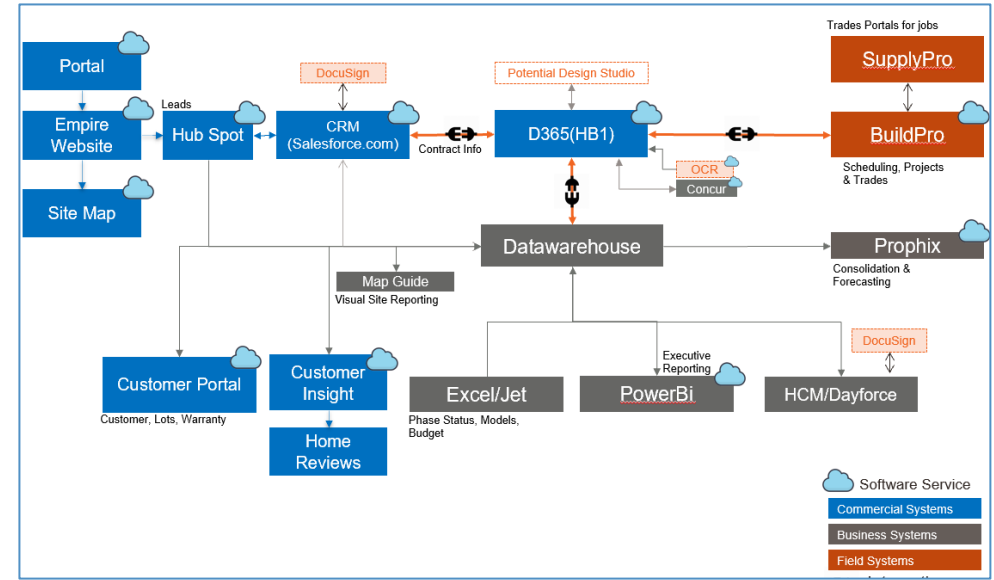 Trades Portals for jobs
Portal
DocuSign
Potential Design Studio
SupplyPro
Leads
Empire
Website
Hub Spot
CRM
(Salesforce.com)
Contract Info
D365(HB1)
BuildPro
OCR
Concur
Scheduling, Projects
& Trades
Site Map
Datawarehouse
Prophix
Consolidation &
Forecasting
Map Guide
Visual Site Reporting
DocuSign
Executive
Reporting
Customer Portal
Customer, Lots, Warranty
Customer
Insight
Excel/Jet
Phase Status, Models,
Budget
PowerBi
HCM/Dayforce
Home
Reviews
Software Service
Commercial Systems
Business Systems
Field Systems